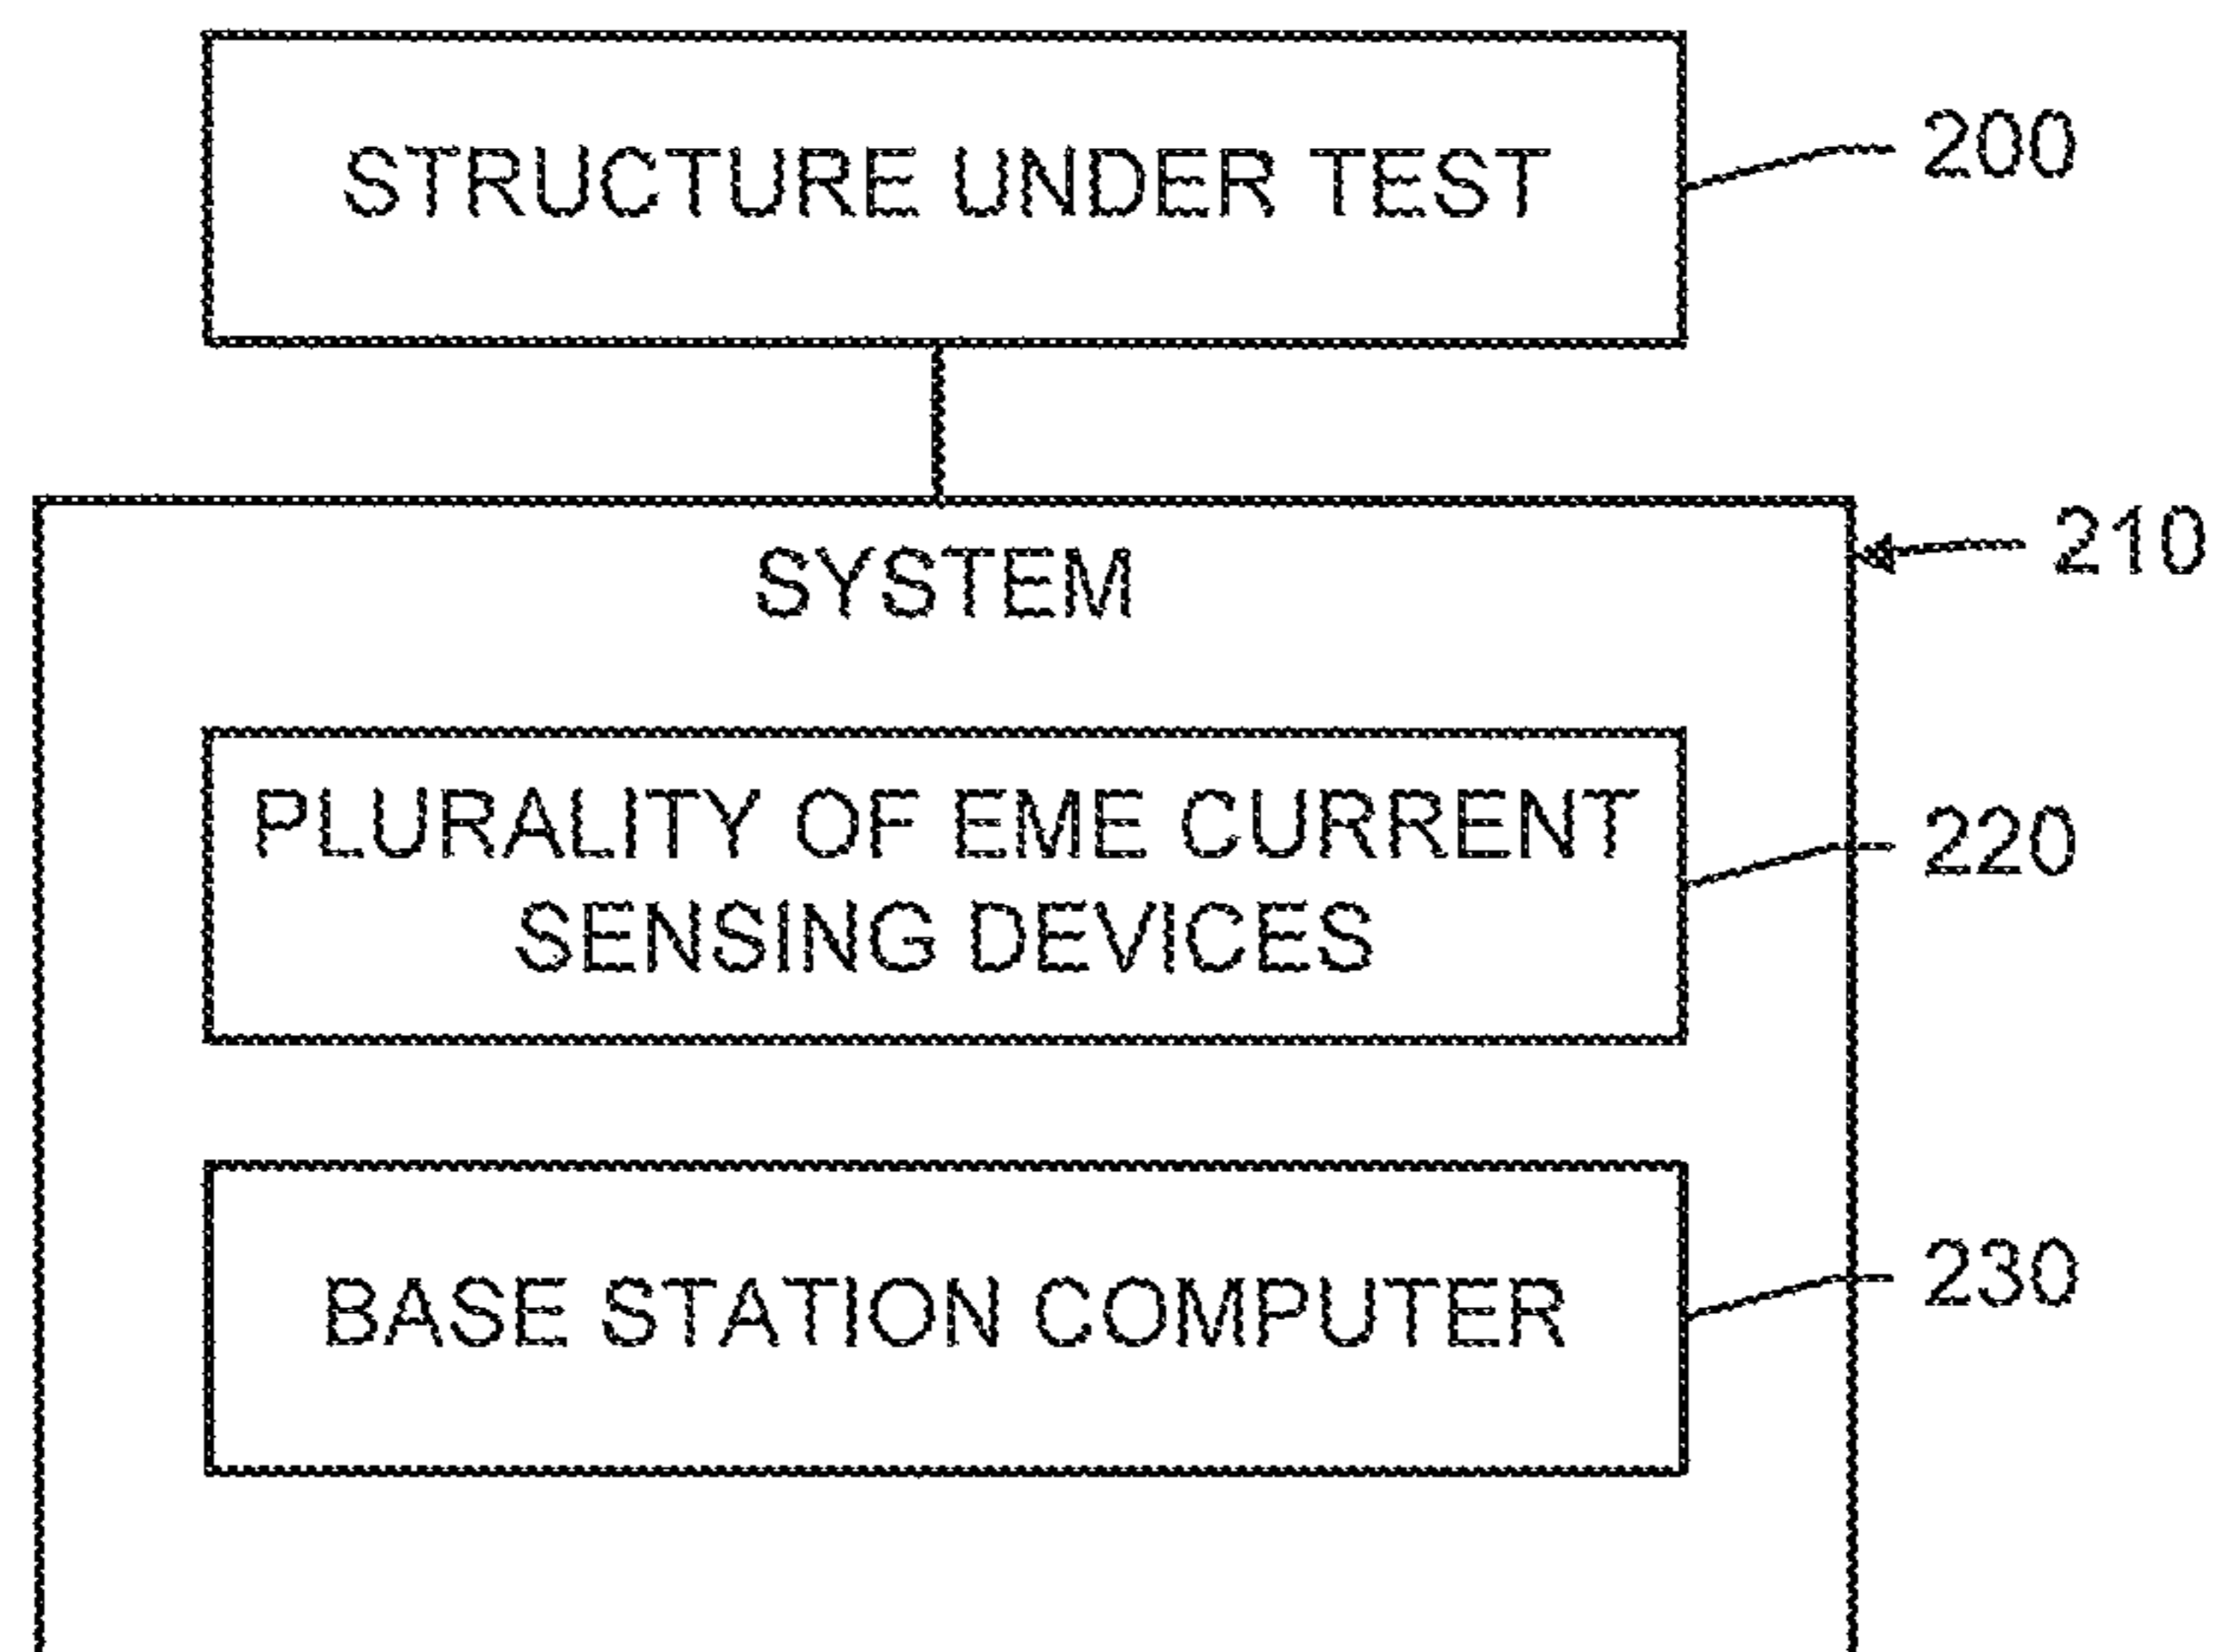 STRUCTURE UNDER TEST
200
SYSTEM
210
PLURALITY OF EME CURRENT
SENSING DEVICES
220
BASE STATION COMPUTER
230